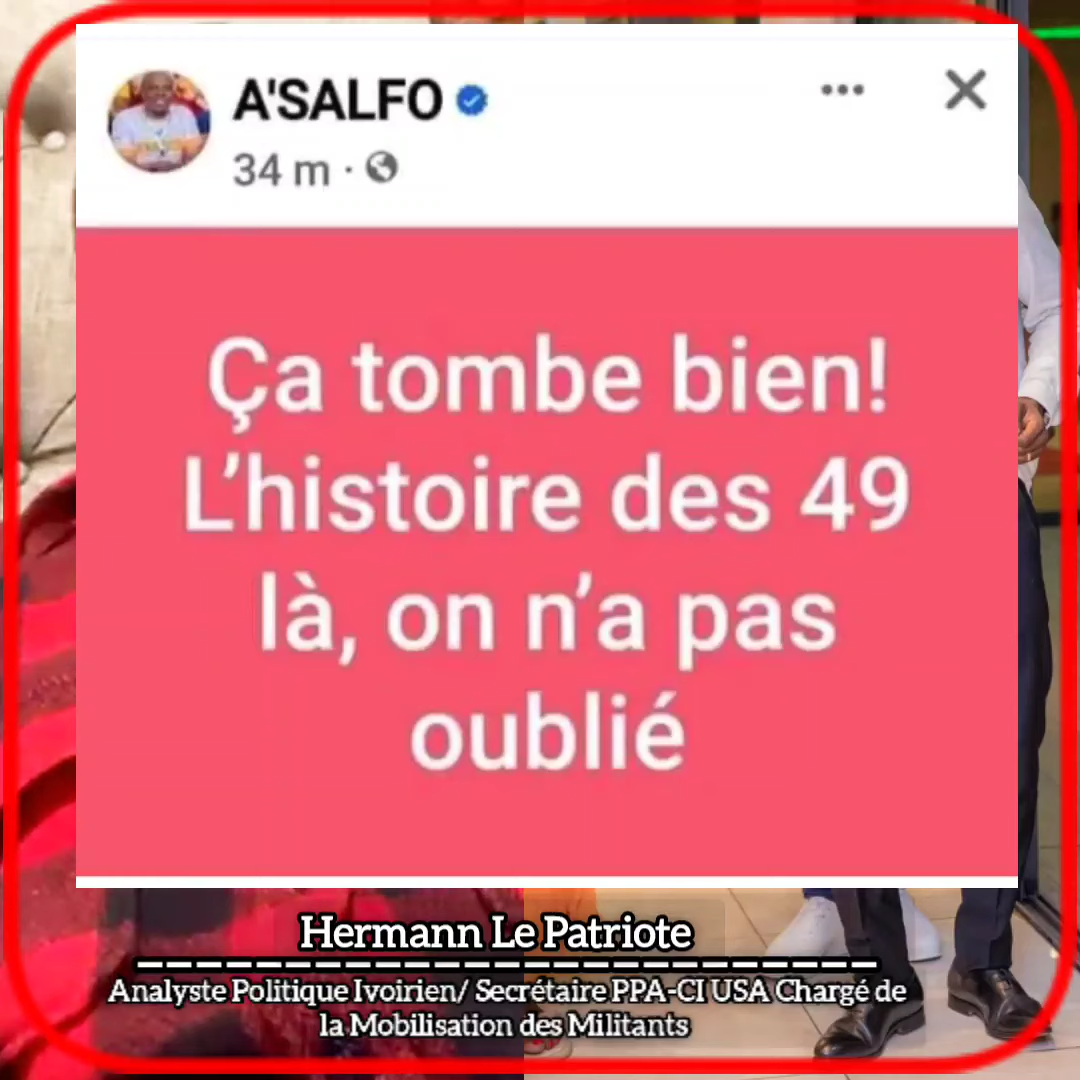 A'SALFO
34 m ·
Ça tombe bien!
L'histoire des 49
là, on n'a pas
oublié
Hermann Le Patriote
Analyste Politique Ivoirien/ Secrétaire PPA-CI USA Chargé de
la Mobilisation des Militants